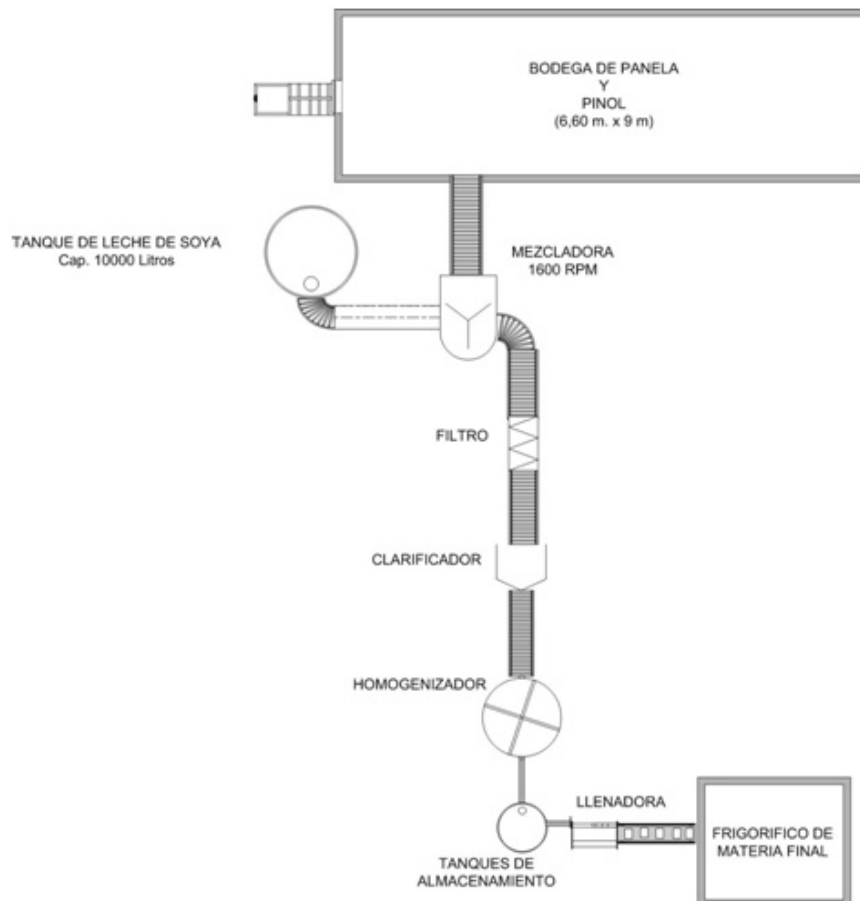 BODEGA DE PANELA
Y
PINOL
(6,60 m. x 9 m)
TANQUE DE LECHE DE SOYA
Cap. 10000 Litros
MEZCLADORA
1600 RPM
FILTRO
CLARIFICADOR
HOMOGENIZADOR
LLENADORA
FRIGORIFICO DE
MATERIA FINAL
TANQUES DE
ALMACENAMIENTO